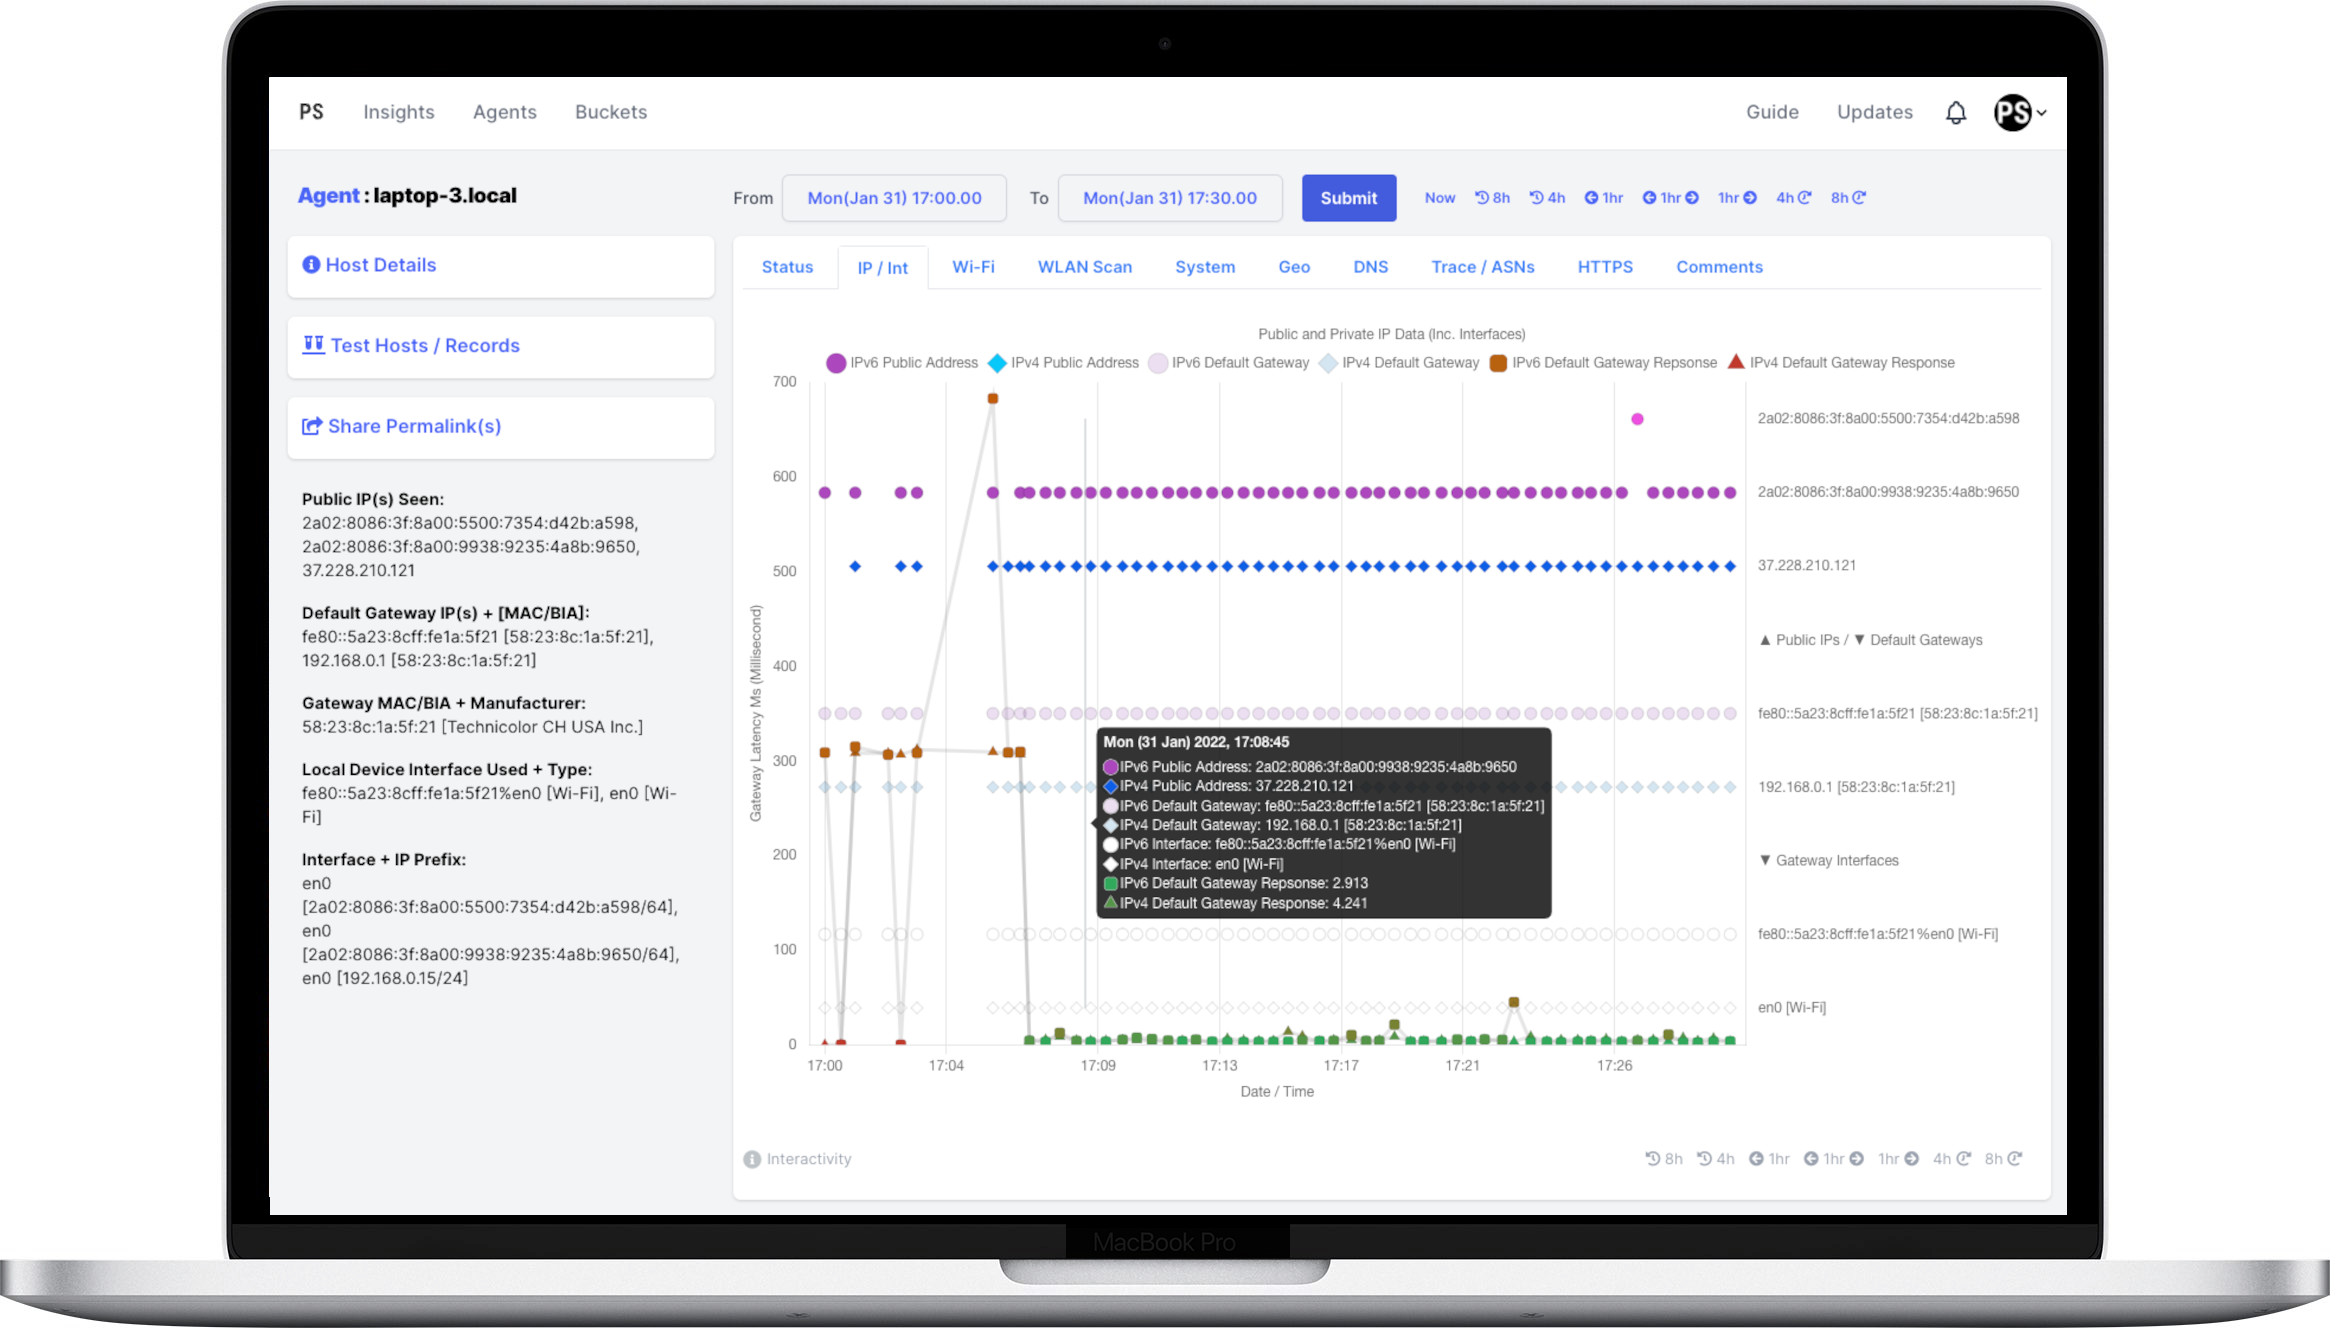 PS Insights Agents Buckets Guide Updates PS
Agent : laptop-3.local
From Mon(Jan 31) 17:00.00 To Mon(Jan 31) 17:30.00 Submit Now 8h 4h 1hr 1hr 1hr 4h 8h
Host Details
Test Hosts / Records
Share Permalink(s)
Public IP(s) Seen:
2a02:8086:3f:8a00:5500:7354:d42b:a598,
2a02:8086:3f:8a00:9938:9235:4a8b:9650,
37.228.210.121
Default Gateway IP(s) + [MAC/BIA]:
fe80::5a23:8cff:fe1a:5f21 [58:23:8c:1a:5f:21],
192.168.0.1 [58:23:8c:1a:5f:21]
Gateway MAC/BIA + Manufacturer:
58:23:8c:1a:5f:21 [Technicolor CH USA Inc.]
Local Device Interface Used + Type:
fe80::5a23:8cff:fe1a:5f21%en0 [Wi-Fi], en0 [Wi-
Fi]
Interface + IP Prefix:
en0
[2a02:8086:3f:8a00:5500:7354:d42b:a598/64],
en0
[2a02:8086:3f:8a00:9938:9235:4a8b:9650/64],
en0 [192.168.0.15/24]
Status IP / Int Wi-Fi WLAN Scan System Geo DNS Trace / ASNs HTTPS Comments
Public and Private IP Data (Inc. Interfaces)
IPv6 Public Address IPv4 Public Address IPv6 Default Gateway IPv4 Default Gateway IPv6 Default Gateway Repsonse IPv4 Default Gateway Response
Gateway Latency Ms (Millisecond)
700
600
500
400
300
200
100
0
2a02:8086:3f:8a00:5500:7354:d42b:a598
2a02:8086:3f:8a00:9938:9235:4a8b:9650
37.228.210.121
▲ Public IPs / ▼ Default Gateways
fe80::5a23:8cff:fe1a:5f21 [58:23:8c:1a:5f:21]
192.168.0.1 [58:23:8c:1a:5f:21]
▼ Gateway Interfaces
fe80::5a23:8cff:fe1a:5f21%en0 [Wi-Fi]
en0 [Wi-Fi]
Mon (31 Jan) 2022, 17:08:45
IPv6 Public Address: 2a02:8086:3f:8a00:9938:9235:4a8b:9650
IPv4 Public Address: 37.228.210.121
IPv6 Default Gateway: fe80::5a23:8cff:fe1a:5f21 [58:23:8c:1a:5f:21]
IPv4 Default Gateway: 192.168.0.1 [58:23:8c:1a:5f:21]
IPv6 Interface: fe80::5a23:8cff:fe1a:5f21%en0 [Wi-Fi]
IPv4 Interface: en0 [Wi-Fi]
IPv6 Default Gateway Repsonse: 2.913
IPv4 Default Gateway Response: 4.241
17:00 17:04 17:09 17:13 17:17 17:21 17:26
Date / Time
Interactivity 8h 4h 1hr 1hr 1hr 4h 8h
MacBook Pro